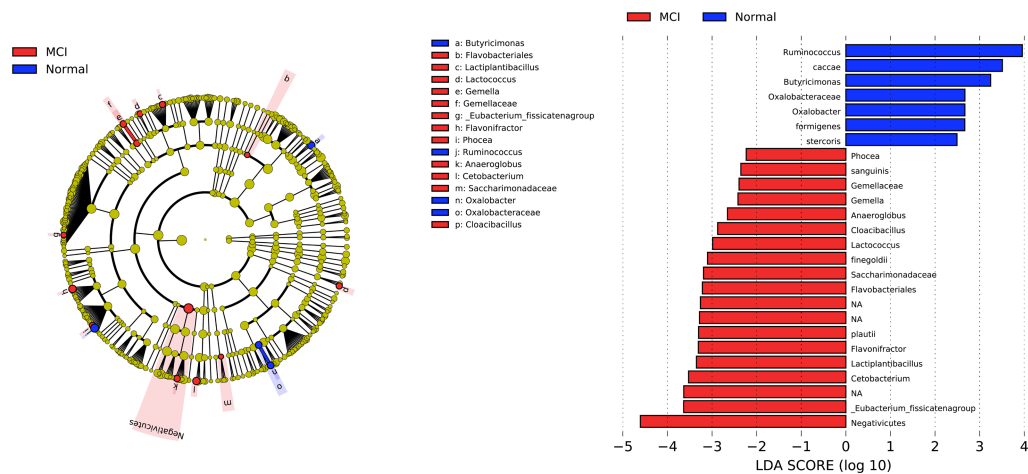 MCI
Normal
b
c
d
f
e
a
g
h
j
p
k
i
m
n
o
Negativicutes
a: Butyricimonas
b: Flavobacteriales
c: Lactiplantibacillus
d: Lactococcus
e: Gemella
f: Gemellaceae
g: _Eubacterium_fissicatenagroup
h: Flavonifractor
i: Phocea
j: Ruminococcus
k: Anaeroglobus
l: Cetobacterium
m: Saccharimonadaceae
n: Oxalobacter
o: Oxalobacteraceae
p: Cloacibacillus
MCI Normal
Ruminococcus
caccae
Butyricimonas
Oxalobacteraceae
Oxalobacter
formigenes
stercoris
Phocea
sanguinis
Gemellaceae
Gemella
Anaeroglobus
Cloacibacillus
Lactococcus
finegoldii
Saccharimonadaceae
Flavobacteriales
NA
NA
plautii
Flavonifractor
Lactiplantibacillus
Cetobacterium
NA
_Eubacterium_fissicatenagroup
Negativicutes
−5 −4 −3 −2 −1 0 1 2 3 4
LDA SCORE (log 10)